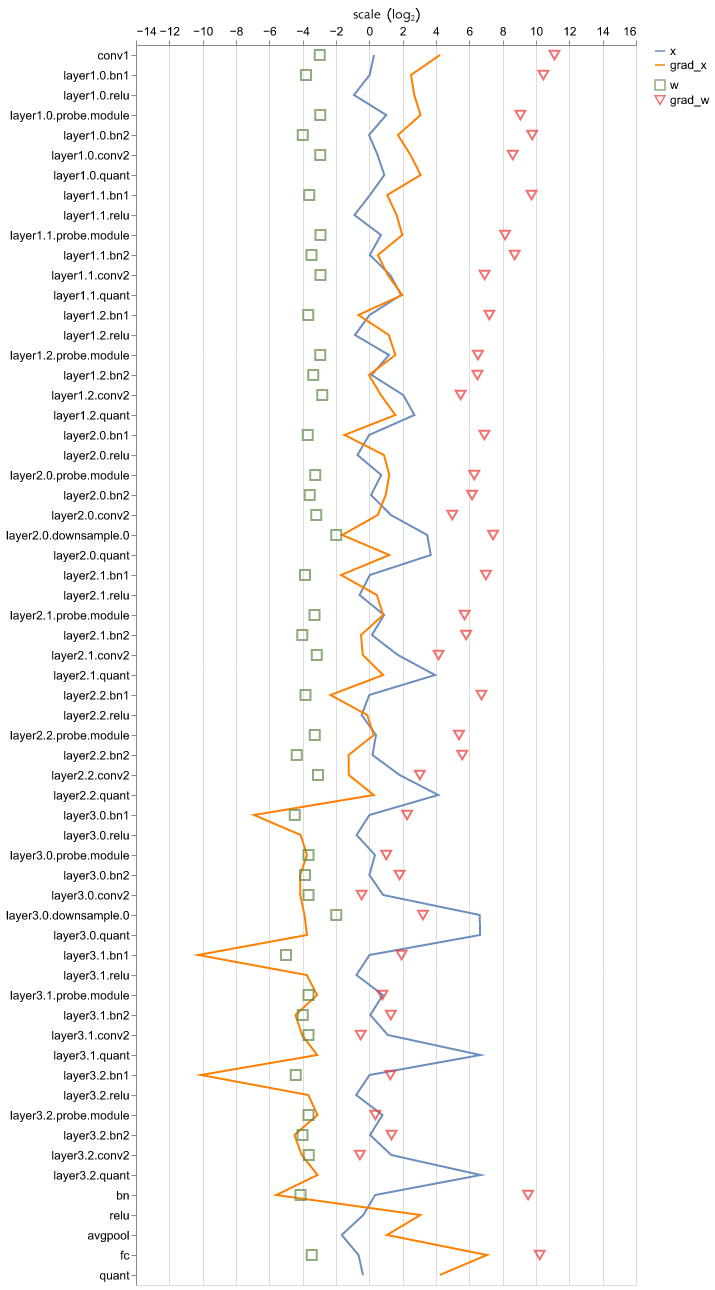 scale (log₂)
−14 −12 −10 −8 −6 −4 −2 0 2 4 6 8 10 12 14 16
x
grad_x
w
grad_w
conv1
layer1.0.bn1
layer1.0.relu
layer1.0.probe.module
layer1.0.bn2
layer1.0.conv2
layer1.0.quant
layer1.1.bn1
layer1.1.relu
layer1.1.probe.module
layer1.1.bn2
layer1.1.conv2
layer1.1.quant
layer1.2.bn1
layer1.2.relu
layer1.2.probe.module
layer1.2.bn2
layer1.2.conv2
layer1.2.quant
layer2.0.bn1
layer2.0.relu
layer2.0.probe.module
layer2.0.bn2
layer2.0.conv2
layer2.0.downsample.0
layer2.0.quant
layer2.1.bn1
layer2.1.relu
layer2.1.probe.module
layer2.1.bn2
layer2.1.conv2
layer2.1.quant
layer2.2.bn1
layer2.2.relu
layer2.2.probe.module
layer2.2.bn2
layer2.2.conv2
layer2.2.quant
layer3.0.bn1
layer3.0.relu
layer3.0.probe.module
layer3.0.bn2
layer3.0.conv2
layer3.0.downsample.0
layer3.0.quant
layer3.1.bn1
layer3.1.relu
layer3.1.probe.module
layer3.1.bn2
layer3.1.conv2
layer3.1.quant
layer3.2.bn1
layer3.2.relu
layer3.2.probe.module
layer3.2.bn2
layer3.2.conv2
layer3.2.quant
bn
relu
avgpool
fc
quant